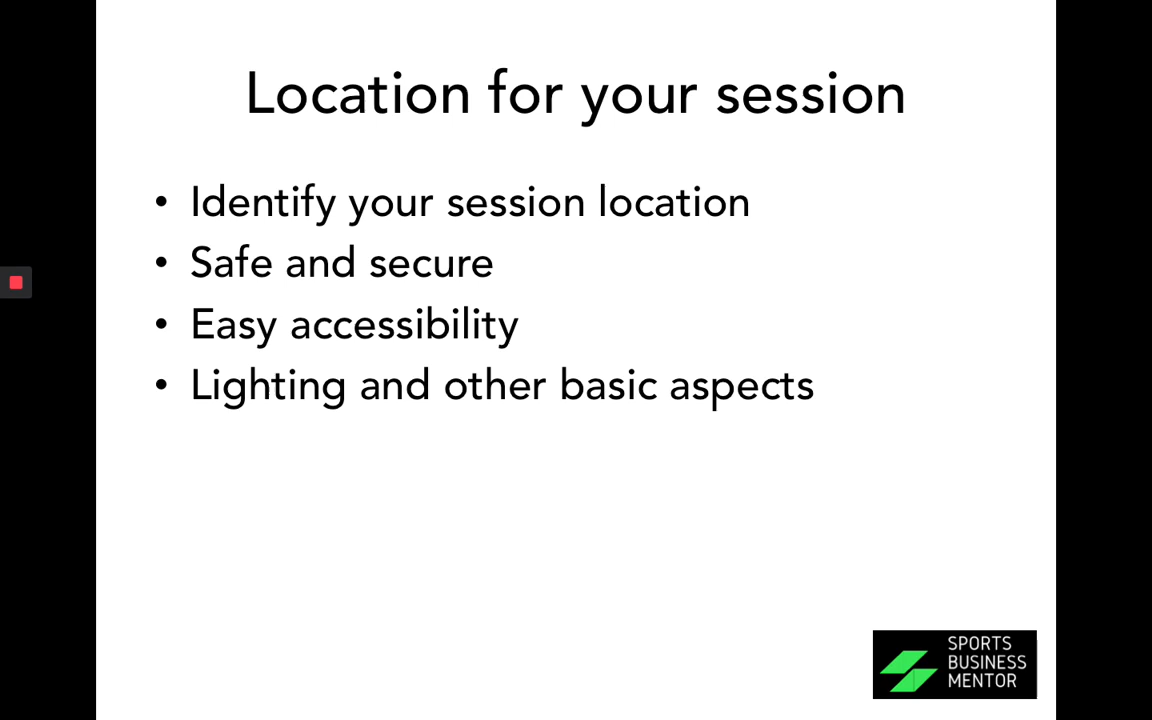 Location for your session
• Identify your session location
• Safe and secure
• Easy accessibility
• Lighting and other basic aspects
SPORTS
BUSINESS
MENTOR